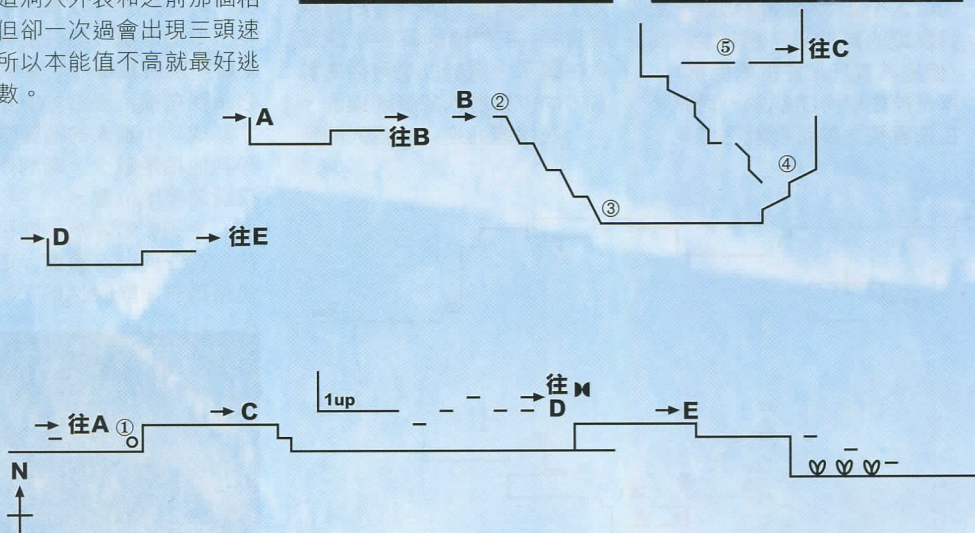 這洞穴外表和之前那個相
但卻一次過會出現三頭速
所以本能值不高就最好逃
數。
⑤ → 往C
→ A
→ 往B
B → ②
④
③
→ D
→ 往E
1up
往
→ D
→ 往A ①
→ C
→ E
N